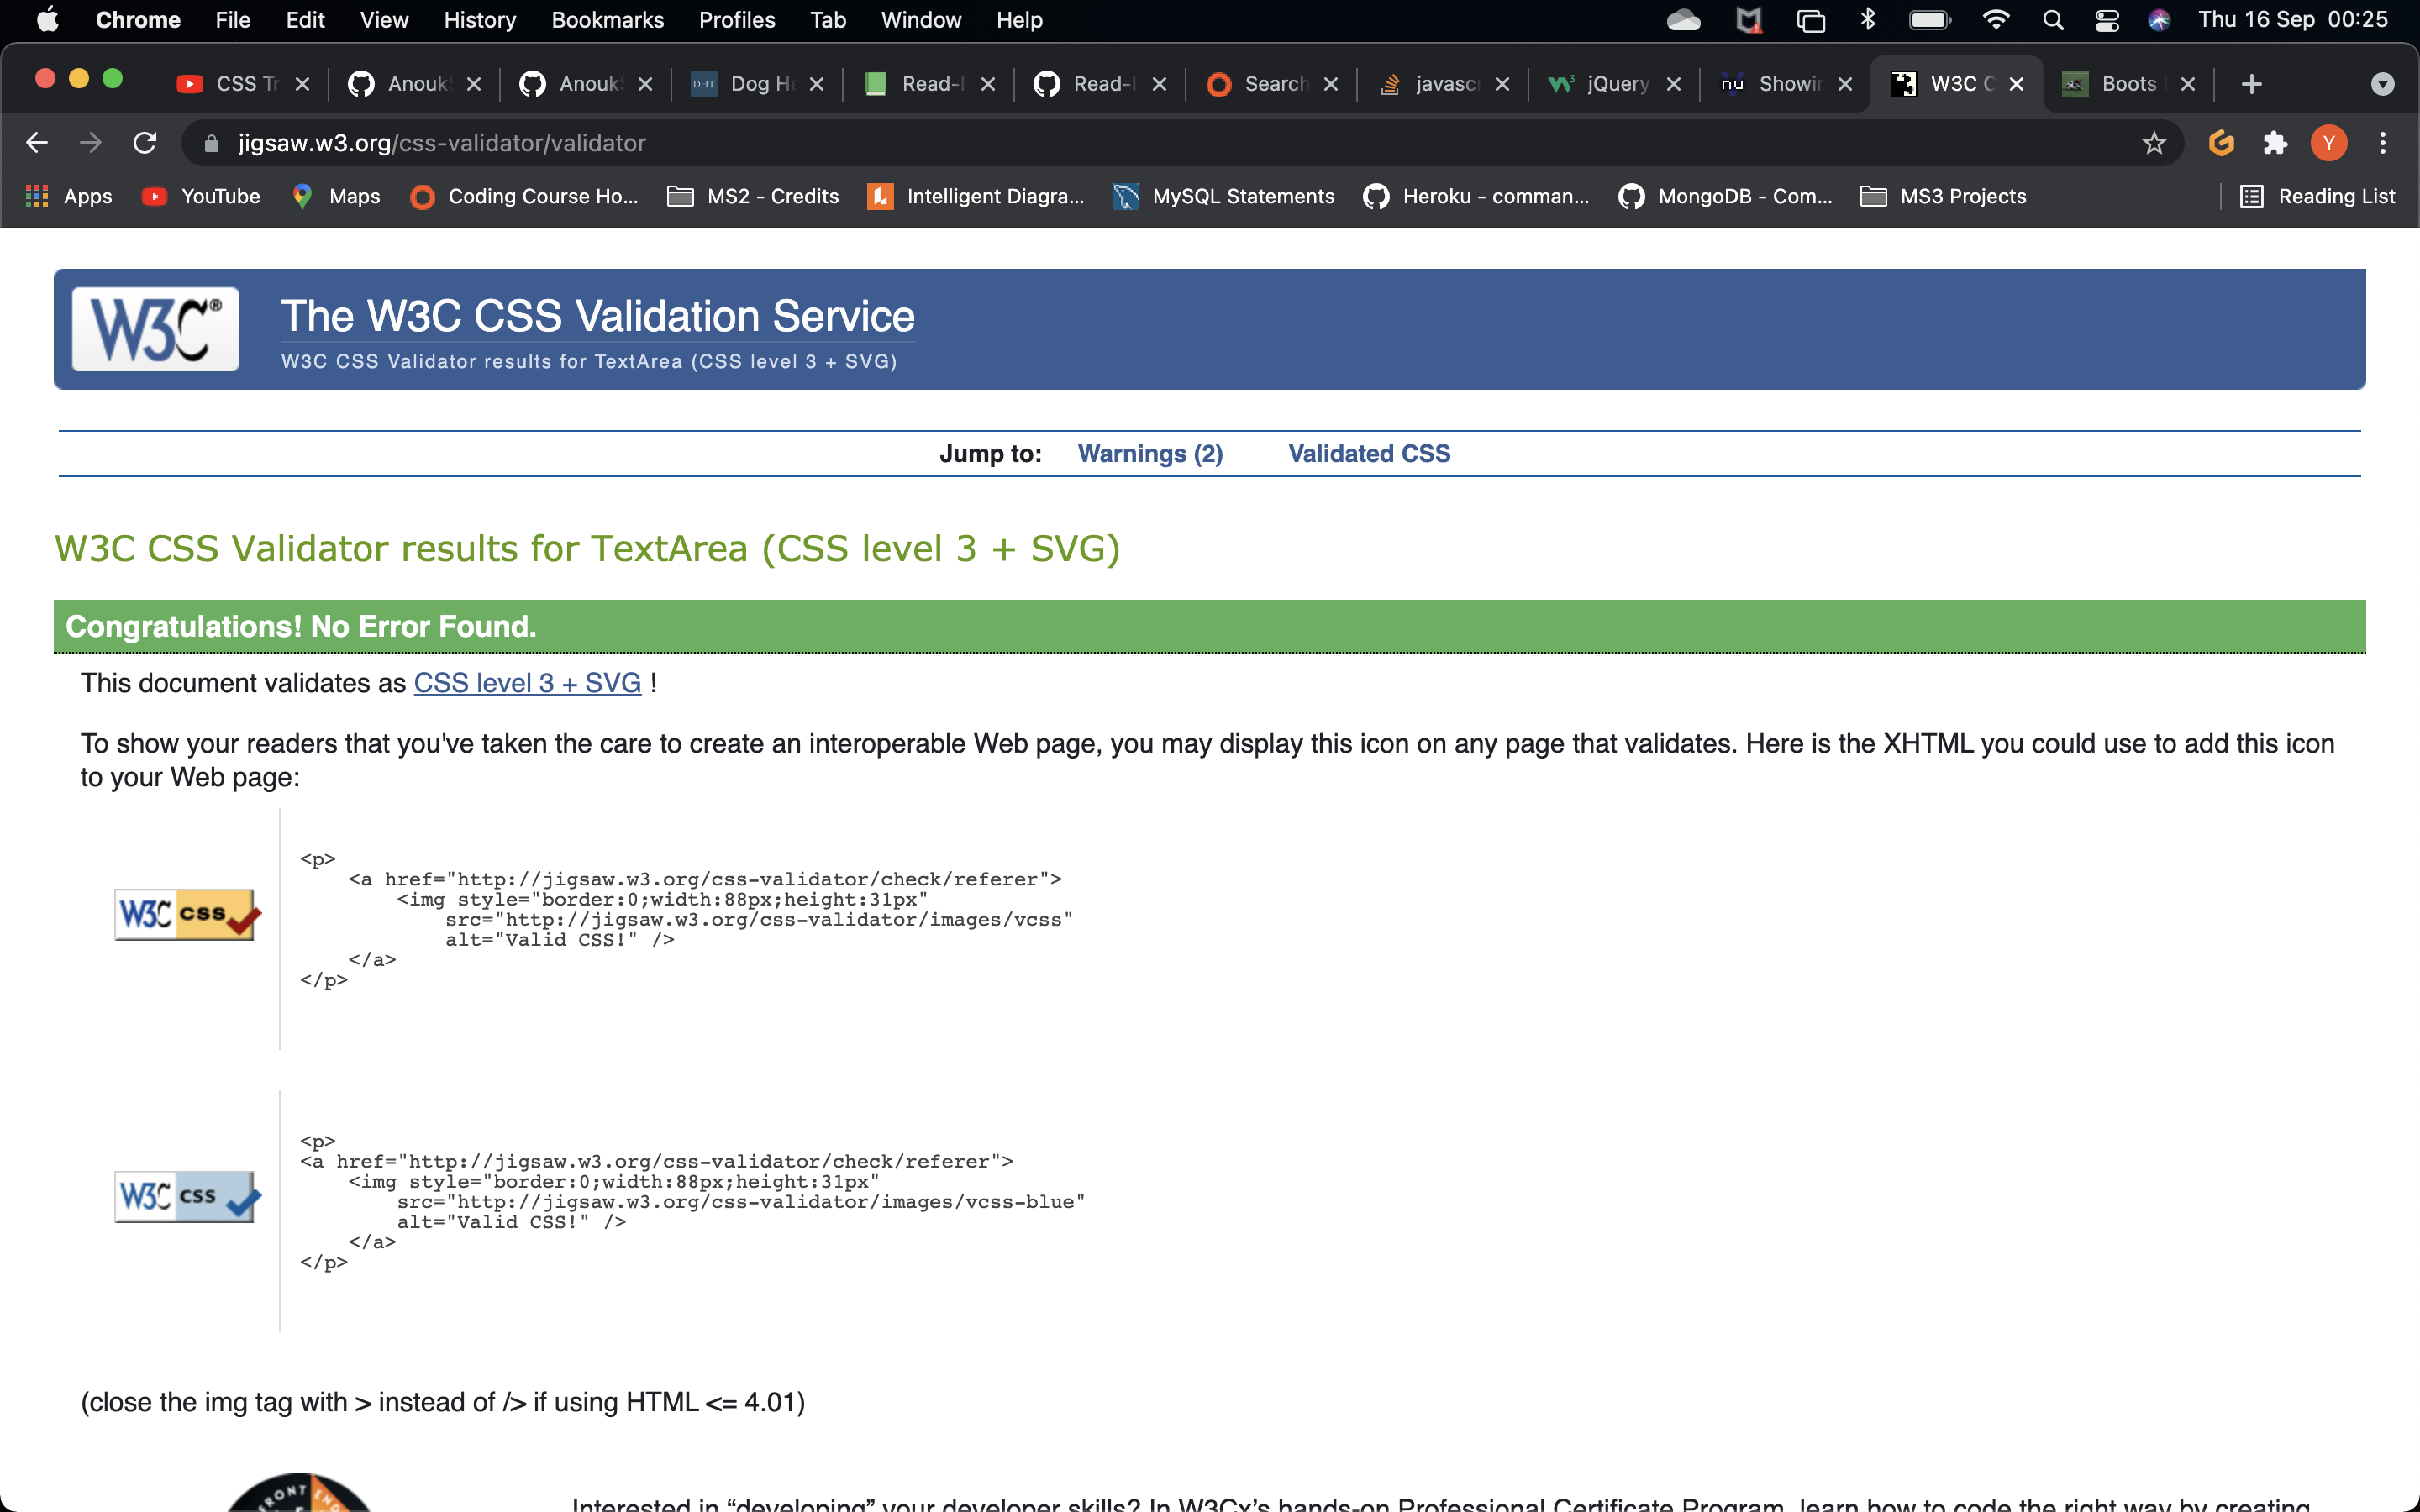 Chrome File Edit View History Bookmarks Profiles Tab Window Help Thu 16 Sep 00:25
CSS Tr Anouk Anouk DHT Dog H Read- Read- Search javasc jQuery nu Showin W3C C Boots
jigsaw.w3.org/css-validator/validator Y
Apps YouTube Maps Coding Course Ho... MS2 - Credits Intelligent Diagra... MySQL Statements Heroku - comman... MongoDB - Com... MS3 Projects Reading List
W3C® The W3C CSS Validation Service
W3C CSS Validator results for TextArea (CSS level 3 + SVG)
Jump to: Warnings (2) Validated CSS
W3C CSS Validator results for TextArea (CSS level 3 + SVG)
Congratulations! No Error Found.
This document validates as CSS level 3 + SVG !
To show your readers that you've taken the care to create an interoperable Web page, you may display this icon on any page that validates. Here is the XHTML you could use to add this icon
to your Web page:
<p>
<a href="http://jigsaw.w3.org/css-validator/check/referer">
<img style="border:0;width:88px;height:31px"
W3C css
src="http://jigsaw.w3.org/css-validator/images/vcss"
alt="Valid CSS!" />
</a>
</p>
<p>
<a href="http://jigsaw.w3.org/css-validator/check/referer">
<img style="border:0;width:88px;height:31px"
W3C css
src="http://jigsaw.w3.org/css-validator/images/vcss-blue"
alt="Valid CSS!" />
</a>
</p>
(close the img tag with > instead of /> if using HTML <= 4.01)
FRONT END
Interested in “developing” your developer skills? In W3Cx’s hands-on Professional Certificate Program, learn how to code the right way by creating